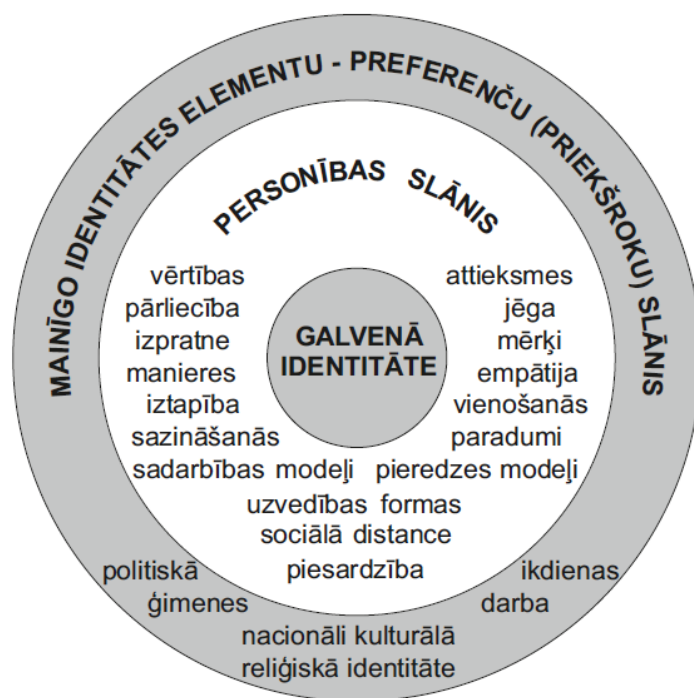 MAINĪGO IDENTITĀTES ELEMENTU - PREFERENČU (PRIEKŠROKU) SLĀNIS
PERSONĪBAS SLĀNIS
vērtības
pārliecība
izpratne
manieres
iztapība
sazināšanās
sadarbības modeļi
GALVENĀ
IDENTITĀTE
attieksmes
jēga
mērķi
empātija
vienošanās
paradumi
pieredzes modeļi
uzvedības formas
sociālā distance
piesardzība
politiskā
ģimenes
nacionāli kulturālā
reliģiskā identitāte
ikdienas
darba